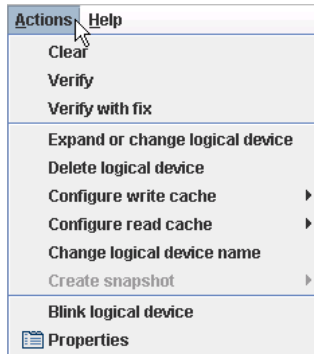 Actions Help
Clear
Verify
Verify with fix
Expand or change logical device
Delete logical device
Configure write cache
Configure read cache
Change logical device name
Create snapshot
Blink logical device
Properties